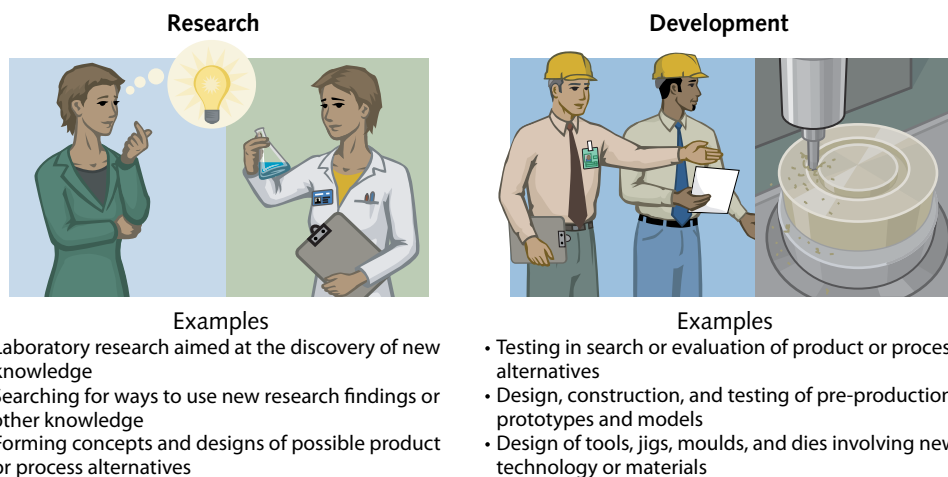 Research
Examples
Laboratory research aimed at the discovery of new
knowledge
Searching for ways to use new research findings or
other knowledge
Forming concepts and designs of possible product
or process alternatives
Development
Examples
• Testing in search or evaluation of product or proces
alternatives
• Design, construction, and testing of pre-production
prototypes and models
• Design of tools, jigs, moulds, and dies involving new
technology or materials